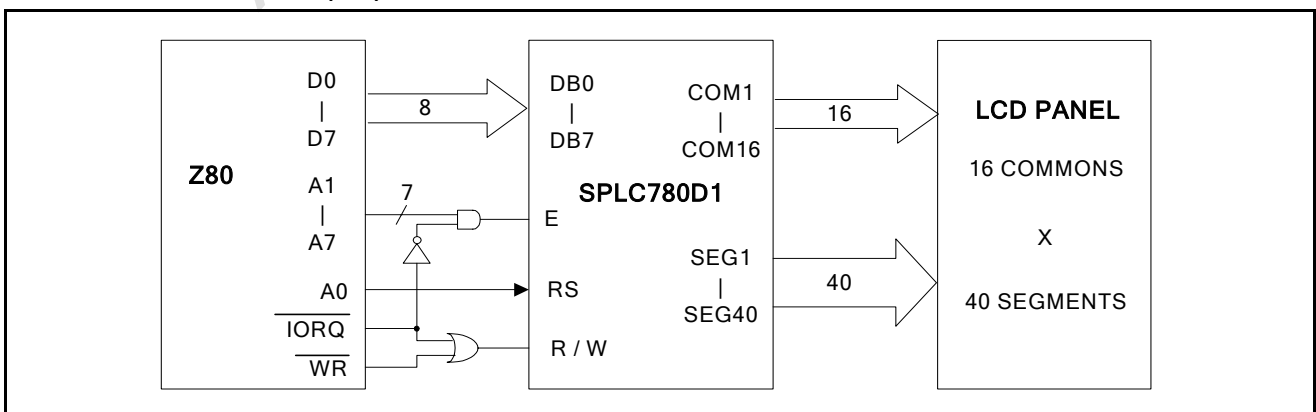 Z80
D0
|
D7
A1
|
A7
A0
IORQ
WR
8
7
DB0
|
DB7
SPLC780D1
E
RS
R / W
COM1
|
COM16
SEG1
|
SEG40
16
40
LCD PANEL
16 COMMONS
X
40 SEGMENTS